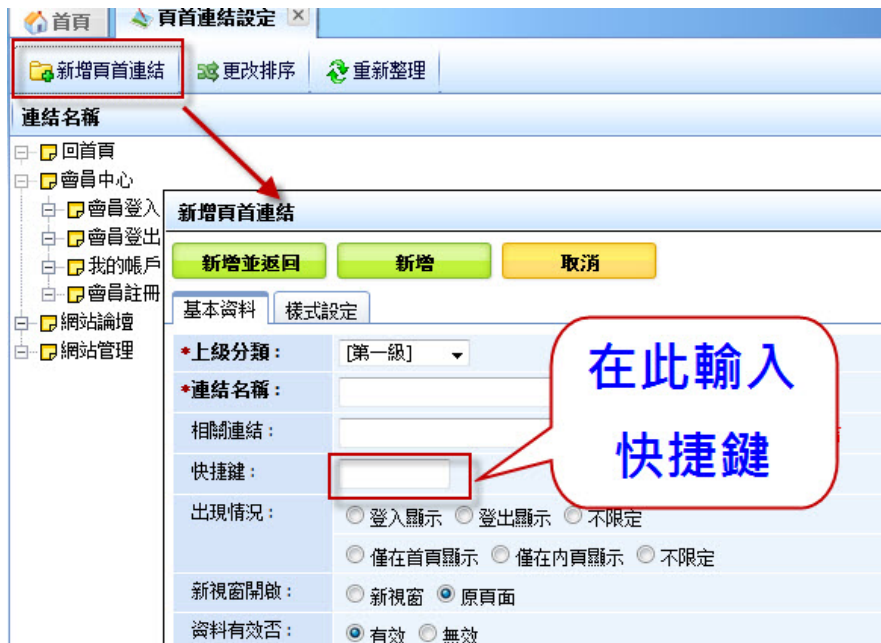 首頁 頁首連結設定
新增頁首連結 更改排序 重新整理
連結名稱
回首頁
會員中心
會員登入
會員登出
我的帳戶
會員註冊
網站論壇
網站管理
新增頁首連結
新增並返回 新增 取消
基本資料 樣式設定
*上級分類： [第一級]
*連結名稱：
相關連結：
快捷鍵：
出現情況： 登入顯示 登出顯示 不限定
僅在首頁顯示 僅在內頁顯示 不限定
新視窗開啟： 新視窗 原頁面
資料有效否： 有效 無效
在此輸入
快捷鍵